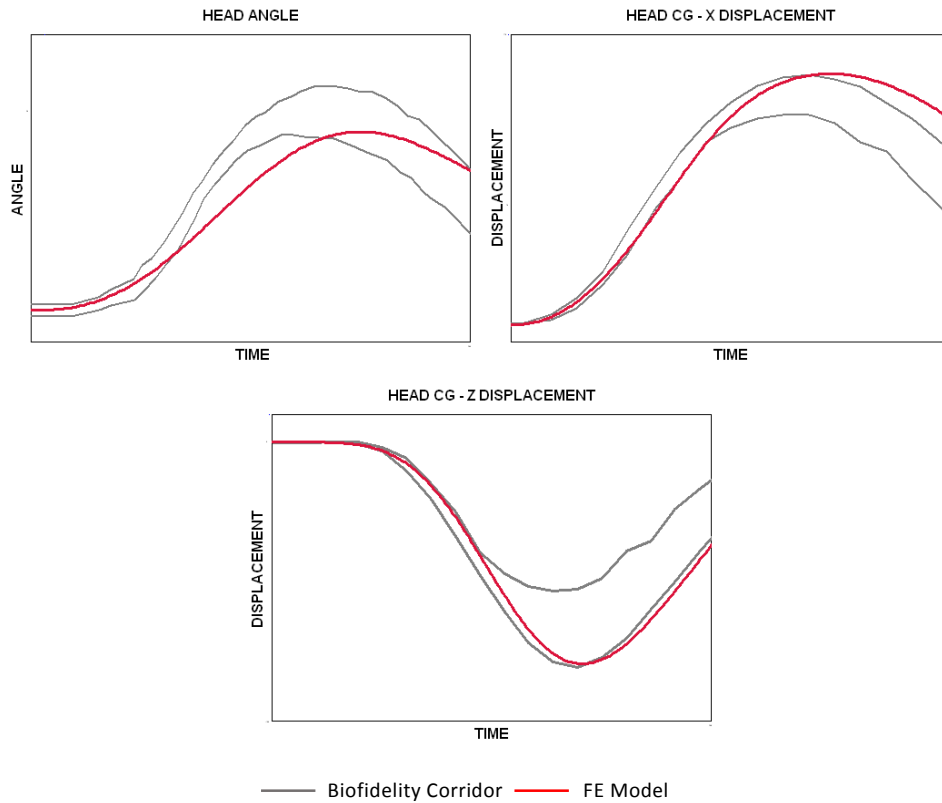 HEAD ANGLE
ANGLE
TIME
HEAD CG - X DISPLACEMENT
DISPLACEMENT
TIME
HEAD CG - Z DISPLACEMENT
DISPLACEMENT
TIME
Biofidelity Corridor
FE Model